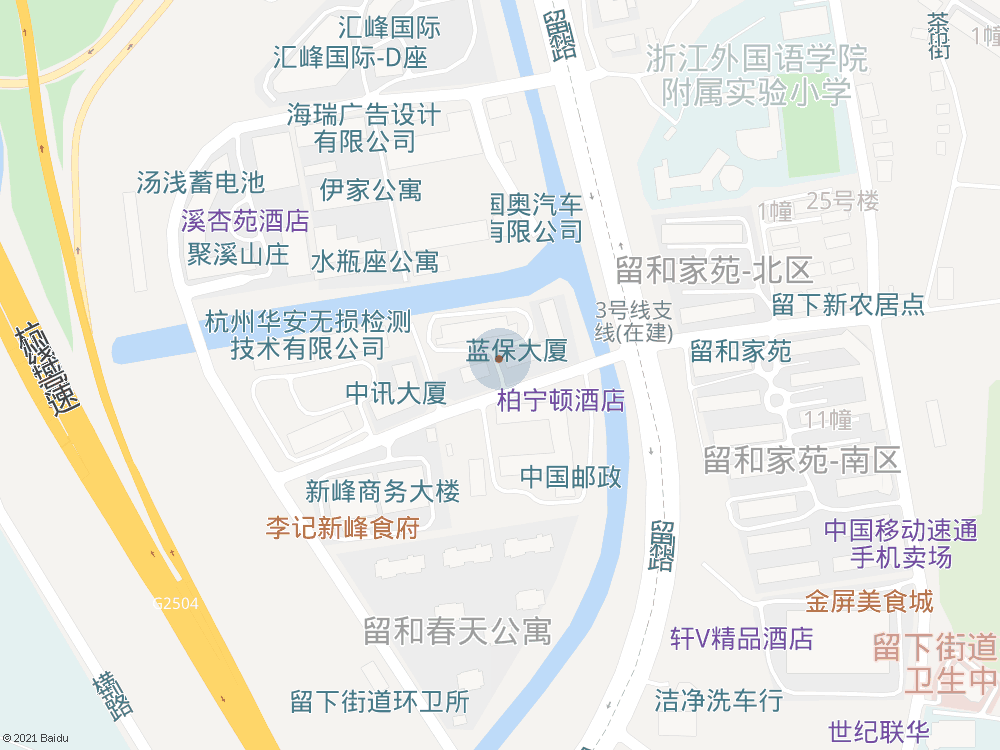 汇峰国际
留和路
茶市街
1幢
汇峰国际-D座
浙江外国语学院
附属实验小学
海瑞广告设计
有限公司
汤浅蓄电池
伊家公寓
国奥汽车
有限公司
1幢
25号楼
溪杏苑酒店
聚溪山庄
水瓶座公寓
留和家苑-北区
杭州华安无损检测
技术有限公司
3号线支
线(在建)
留下新农居点
杭州绕城高速
蓝保大厦
留和家苑
中讯大厦
柏宁顿酒店
11幢
留和家苑-南区
新峰商务大楼
中国邮政
李记新峰食府
留和路
中国移动速通
手机卖场
G2504
金屏美食城
留和春天公寓
轩V精品酒店
留下街道
卫生中
横一路
留下街道环卫所
洁净洗车行
世纪联华
© 2021 Baidu